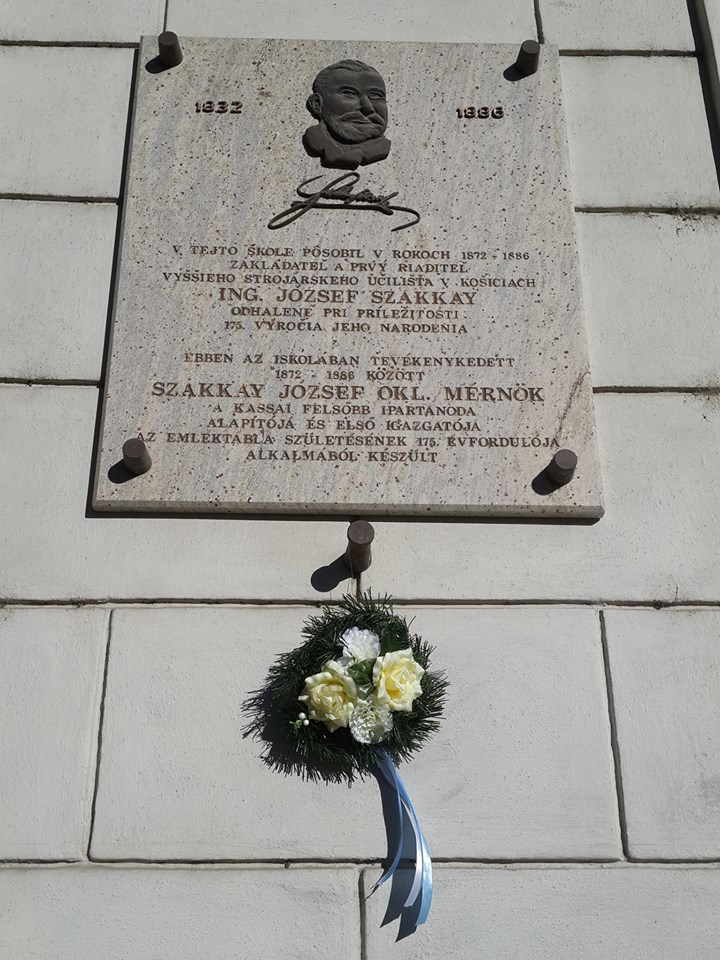 1832 1886
V TEJTO ŠKOLE PÔSOBIL V ROKOCH 1872 - 1886
ZAKLADATEĽ A PRVÝ RIADITEĽ
VYŠŠIEHO STROJÁRSKEHO UČILIŠŤA V KOŠICIACH
ING. JÓZSEF SZAKKAY
ODHALENÉ PRI PRÍLEŽITOSTI
175. VÝROČIA JEHO NARODENIA
EBBEN AZ ISKOLÁBAN TEVÉKENYKEDETT
1872 - 1886 KÖZÖTT
SZAKKAY JÓZSEF OKL. MÉRNÖK
A KASSAI FELSŐBB IPARTANODA
ALAPÍTÓJA ÉS ELSŐ IGAZGATÓJA
AZ EMLÉKTÁBLA SZÜLETÉSÉNEK 175. ÉVFORDULÓJA
ALKALMÁBÓL KÉSZÜLT